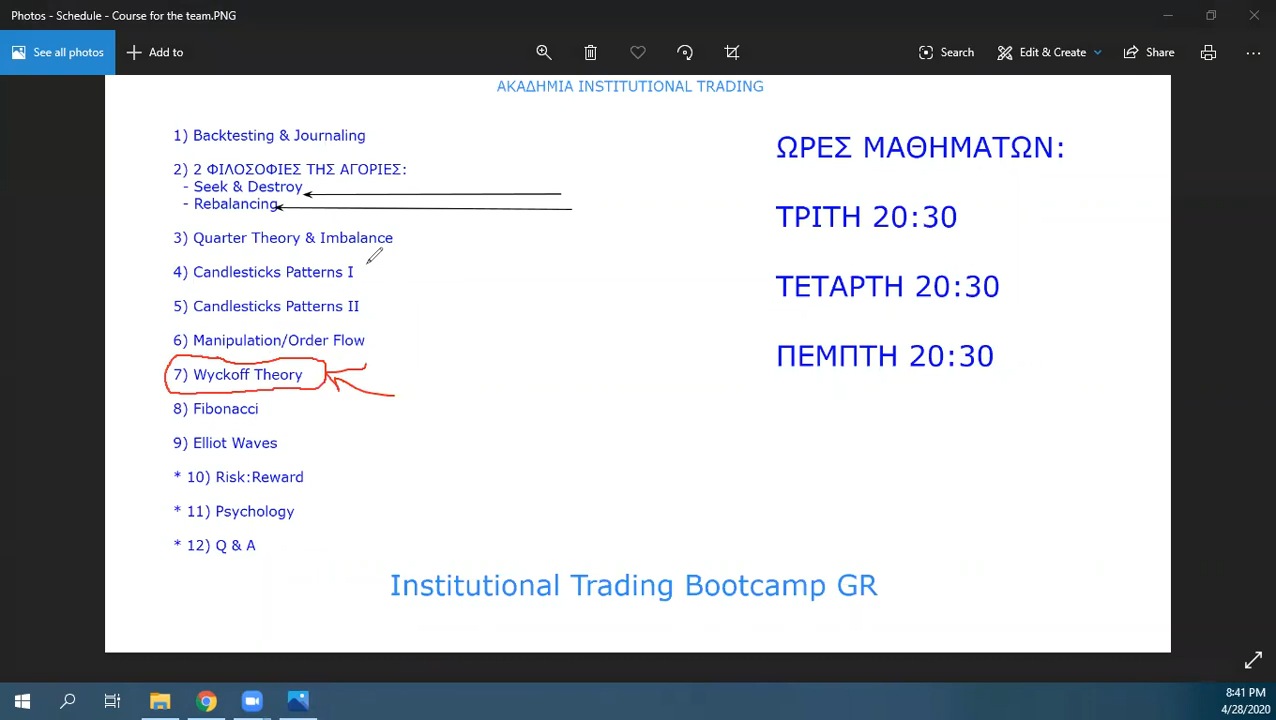 Photos - Schedule - Course for the team.PNG
See all photos
Add to
Search
Edit & Create
Share
ΑΚΑΔΗΜΙΑ INSTITUTIONAL TRADING
1) Backtesting & Journaling
2) 2 ΦΙΛΟΣΟΦΙΕΣ ΤΗΣ ΑΓΟΡΙΕΣ:
- Seek & Destroy
- Rebalancing
3) Quarter Theory & Imbalance
4) Candlesticks Patterns I
5) Candlesticks Patterns II
6) Manipulation/Order Flow
7) Wyckoff Theory
8) Fibonacci
9) Elliot Waves
* 10) Risk:Reward
* 11) Psychology
* 12) Q & A
ΩΡΕΣ ΜΑΘΗΜΑΤΩΝ:
ΤΡΙΤΗ 20:30
ΤΕΤΑΡΤΗ 20:30
ΠΕΜΠΤΗ 20:30
Institutional Trading Bootcamp GR
8:41 PM
4/28/2020